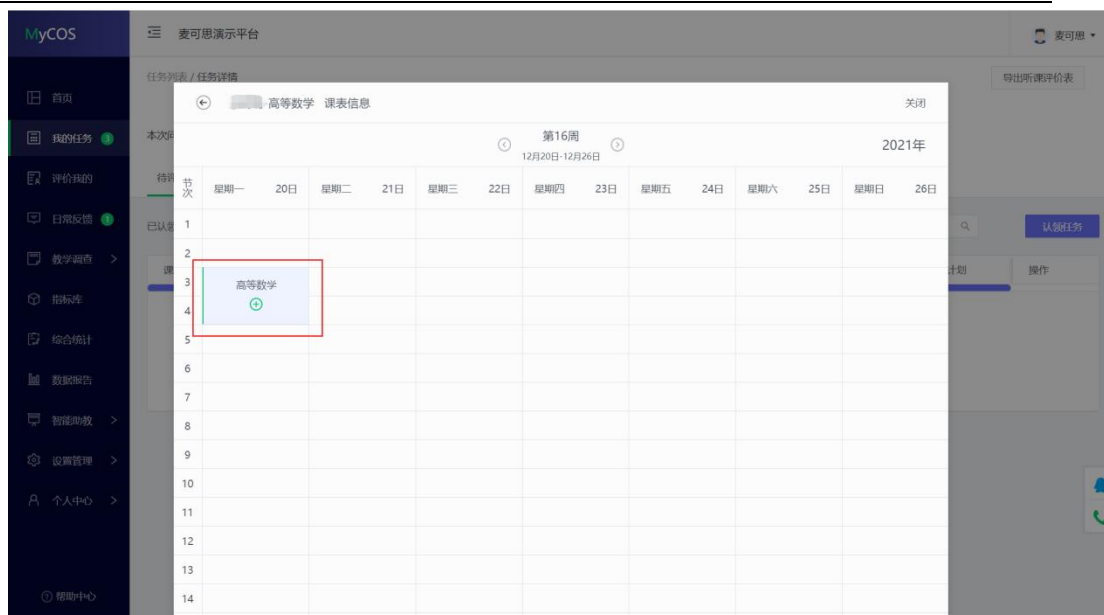 MyCOS
麦可思演示平台
麦可思
任务列表 / 任务详情
导出听课评价表
首页
高等数学 课表信息
关闭
我的任务 3
本次问
第16周
12月20日-12月26日
2021年
评价我的
待评
节次 星期一 20日 星期二 21日 星期三 22日 星期四 23日 星期五 24日 星期六 25日 星期日 26日
日常反馈 1
已认领
1
认领任务
教学调查 >
2
课
3
高等数学
计划
操作
指标库
4
综合统计
5
6
数据报告
7
智能助教 >
8
设置管理 >
9
10
个人中心 >
11
12
13
帮助中心
14